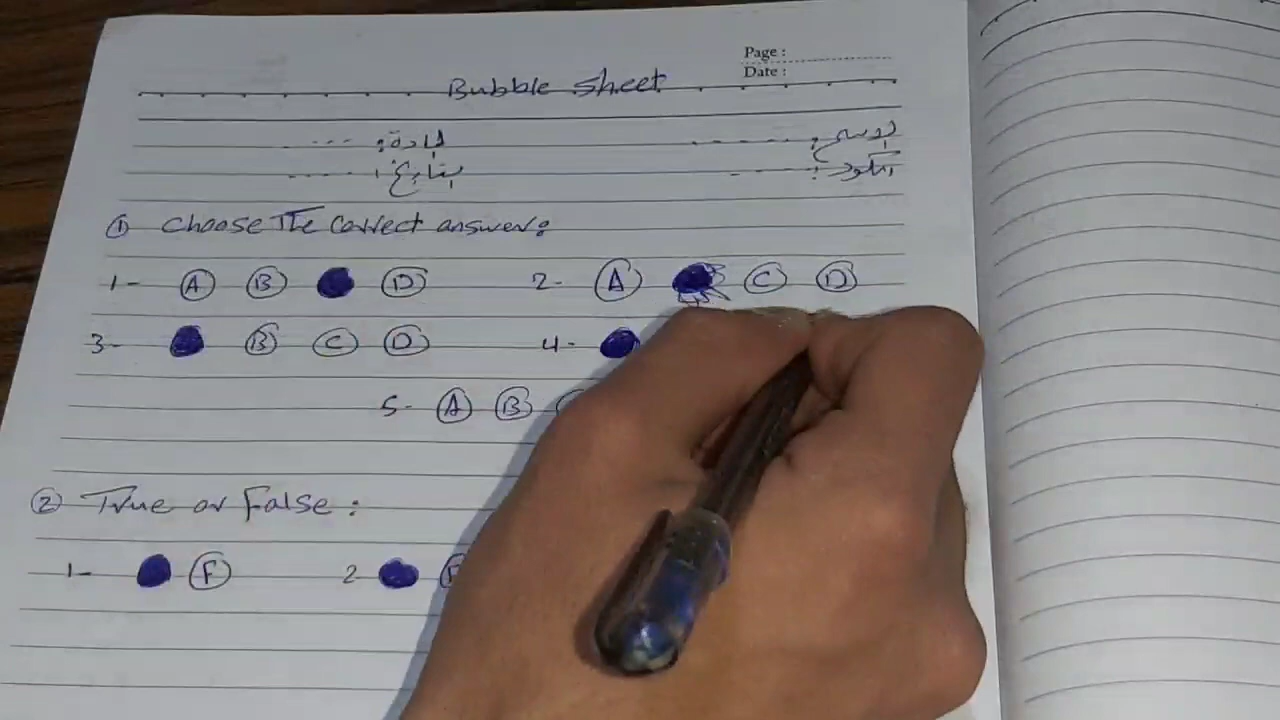 Page :
Date :
Bubble sheet
الاسم: المادة:
الكود: التاريخ:
① Choose The Correct answer:
1- A B D 2- A C D
3- B C D 4-
5- A B
② True or False:
1- F 2